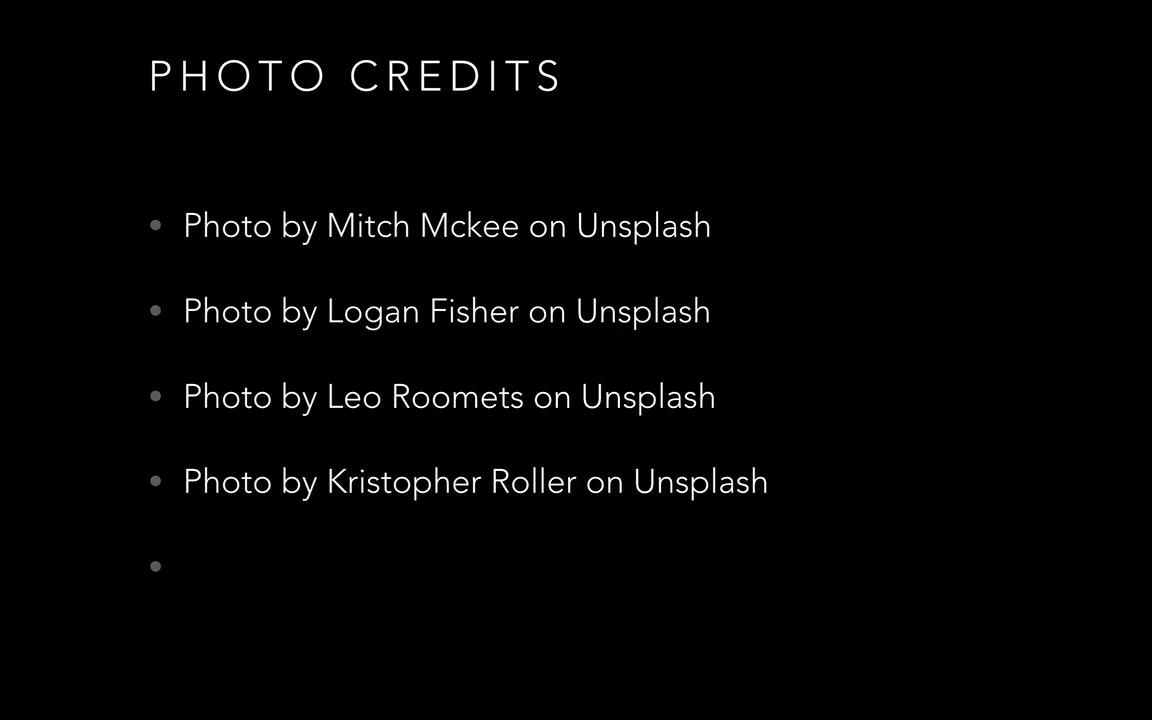 PHOTO CREDITS
• Photo by Mitch Mckee on Unsplash
• Photo by Logan Fisher on Unsplash
• Photo by Leo Roomets on Unsplash
• Photo by Kristopher Roller on Unsplash
•